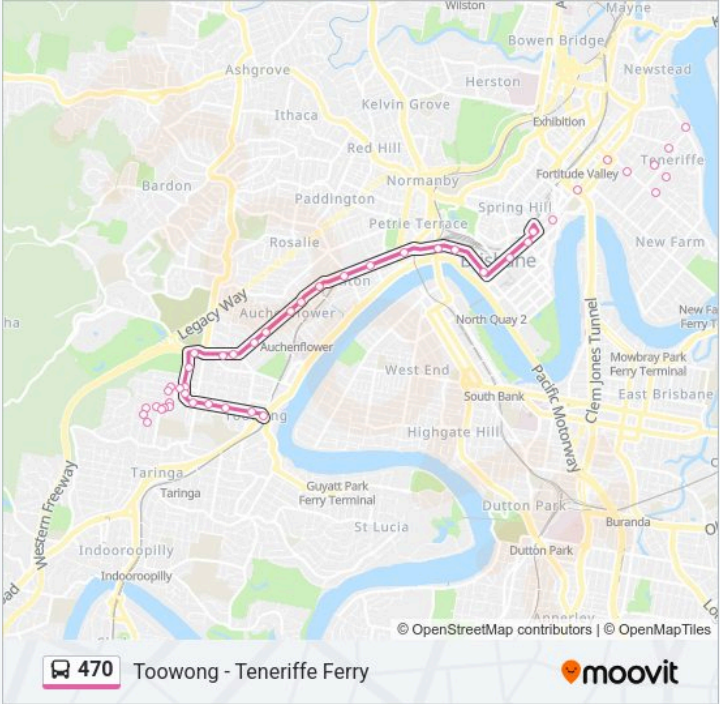 Wilston
Mayne
Bowen Bridge
Ashgrove
Newstead
Herston
Kelvin Grove
Ithaca
Exhibition
Red Hill
Teneriffe
Fortitude Valley
Normanby
Bardon
Paddington
Spring Hill
Petrie Terrace
Rosalie
New Farm
Brisbane
Legacy Way
Auchenflower
North Quay 2
New Fa
Ferry T
Auchenflower
Clem Jones Tunnel
Mowbray Park
Ferry Terminal
West End
Pacific Motorway
South Bank
East Brisbane
Toowong
Highgate Hill
Taringa
Taringa
Western Freeway
Guyatt Park
Ferry Terminal
Dutton Park
St Lucia
Buranda
Indooroopilly
Dutton Park
Indooroopilly
Annerley
© OpenStreetMap contributors | © OpenMapTiles
470 Toowong - Teneriffe Ferry
moovit